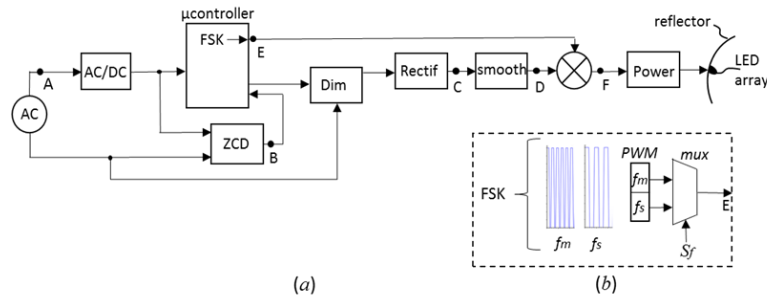 μcontroller
reflector
FSK
E
LED
array
A
AC/DC
Rectif
smooth
C
D
F
Power
Dim
AC
ZCD
B
PWM
mux
FSK
fm
fs
fm
fs
E
Sf
(a)
(b)